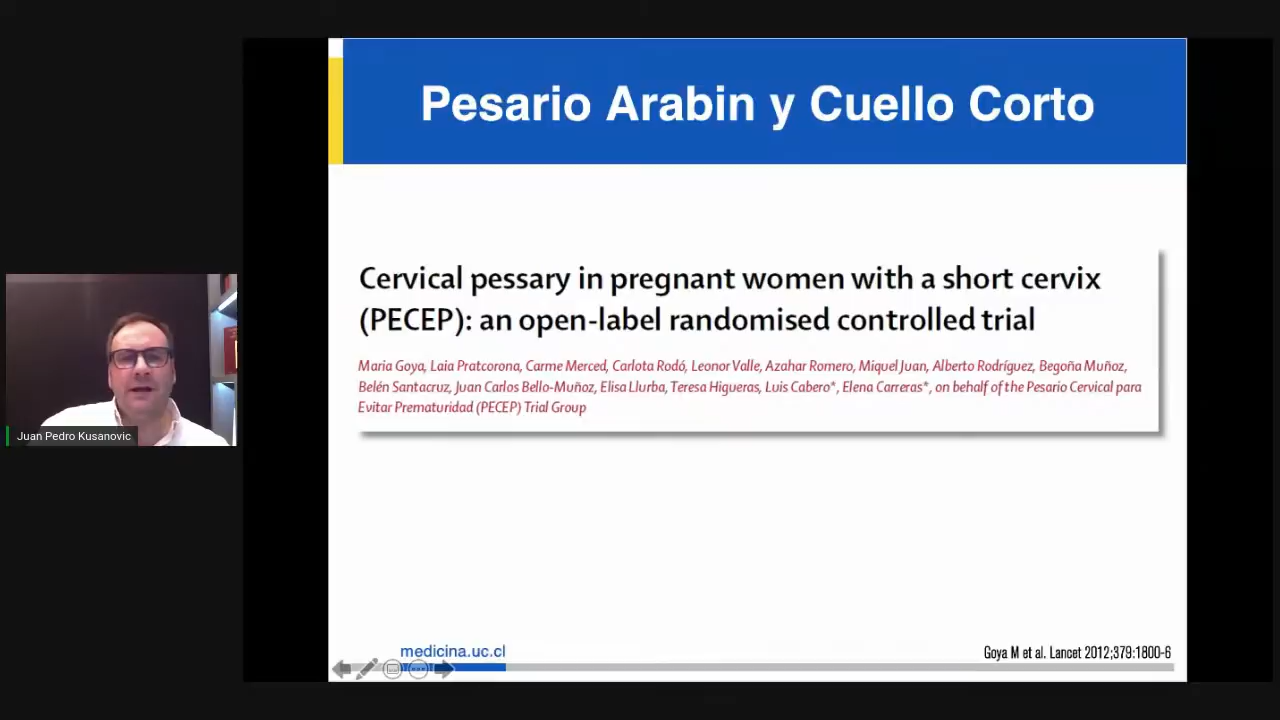 Pesario Arabin y Cuello Corto
Cervical pessary in pregnant women with a short cervix
(PECEP): an open-label randomised controlled trial
Maria Goya, Laia Pratcorona, Carme Merced, Carlota Rodó, Leonor Valle, Azahar Romero, Miquel Juan, Alberto Rodríguez, Begoña Muñoz,
Belén Santacruz, Juan Carlos Bello-Muñoz, Elisa Llurba, Teresa Higueras, Luis Cabero*, Elena Carreras*, on behalf of the Pesario Cervical para
Evitar Prematuridad (PECEP) Trial Group
Juan Pedro Kusanovic
medicina.uc.cl
Goya M et al. Lancet 2012;379:1800-6